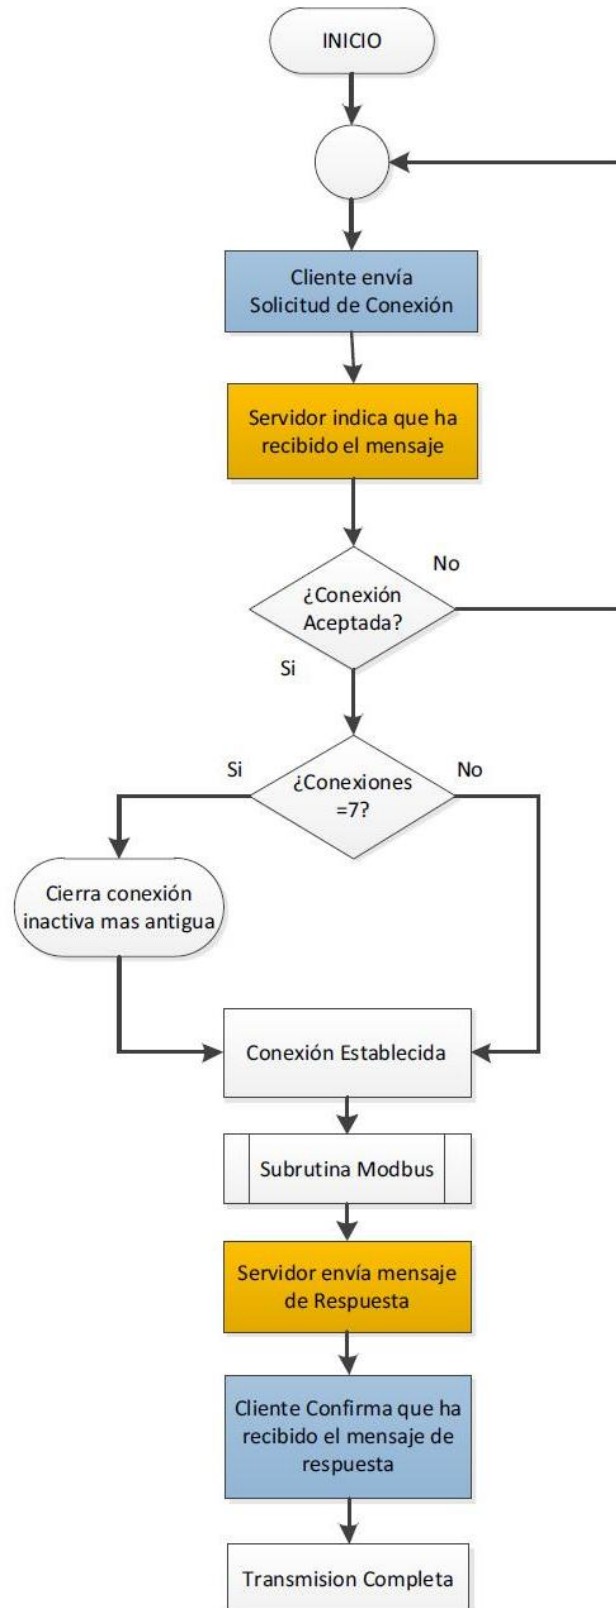 INICIO
Cliente envía
Solicitud de Conexión
Servidor indica que ha
recibido el mensaje
No
¿Conexión
Aceptada?
Si
Si
¿Conexiones
=7?
No
Cierra conexión
inactiva mas antigua
Conexión Establecida
Subrutina Modbus
Servidor envía mensaje
de Respuesta
Cliente Confirma que ha
recibido el mensaje de
respuesta
Transmision Completa